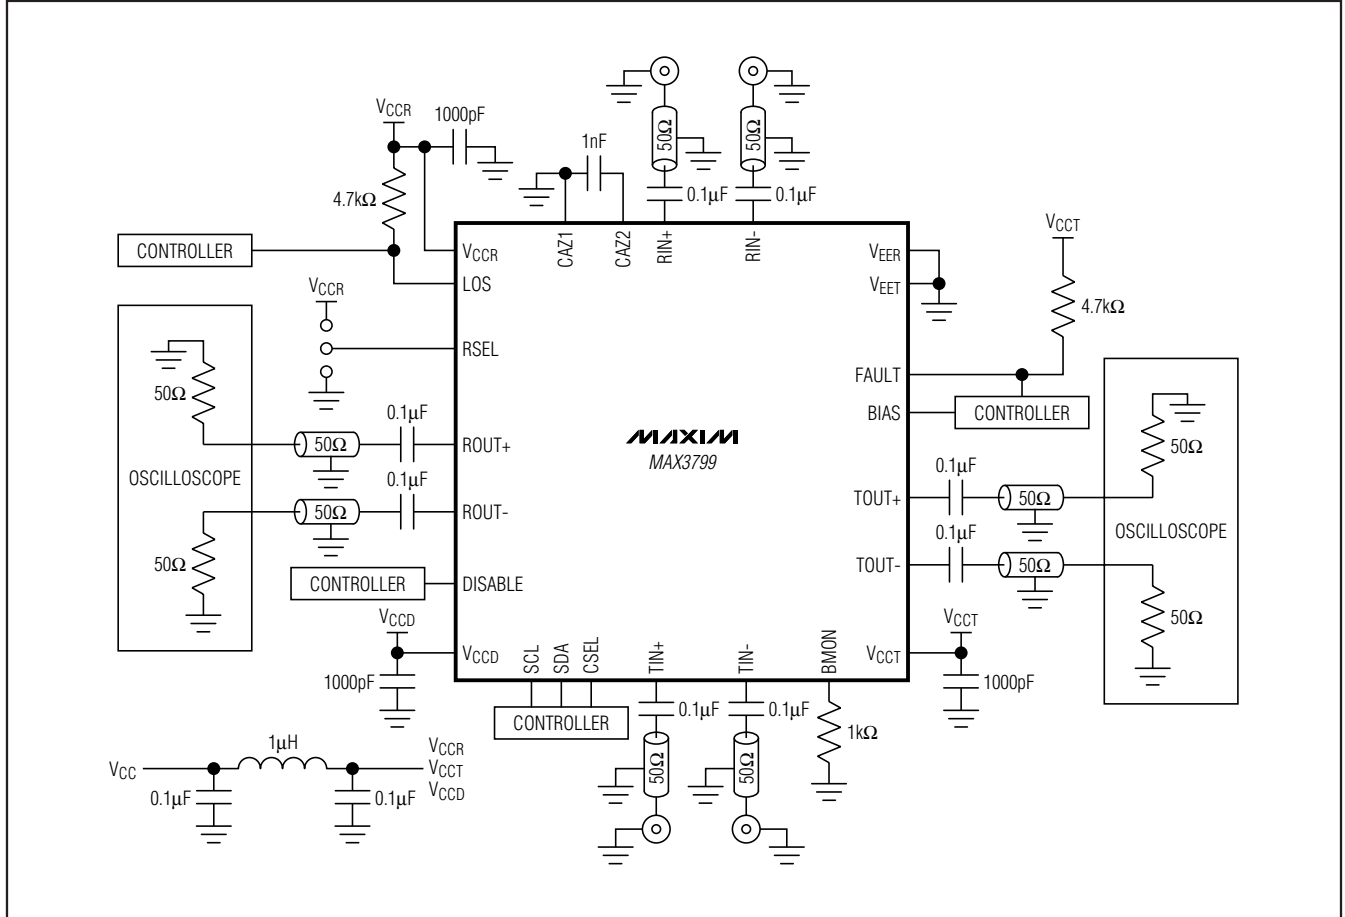 VCCR
1000pF
4.7kΩ
1nF
50Ω
50Ω
0.1µF
0.1µF
CONTROLLER
VCCR
LOS
CAZ1
CAZ2
RIN+
RIN-
VEER
VEET
VCCT
4.7kΩ
VCCR
RSEL
FAULT
BIAS
CONTROLLER
50Ω
OSCILLOSCOPE
50Ω
50Ω
0.1µF
ROUT+
50Ω
0.1µF
ROUT-
MAXIM
MAX3799
TOUT+
0.1µF
50Ω
TOUT-
0.1µF
50Ω
50Ω
OSCILLOSCOPE
50Ω
CONTROLLER
DISABLE
VCCD
VCCD
1000pF
SCL
SDA
CSEL
CONTROLLER
TIN+
TIN-
BMON
0.1µF
0.1µF
50Ω
50Ω
1kΩ
VCCT
VCCT
1000pF
VCC
1µH
0.1µF
0.1µF
VCCR
VCCT
VCCD